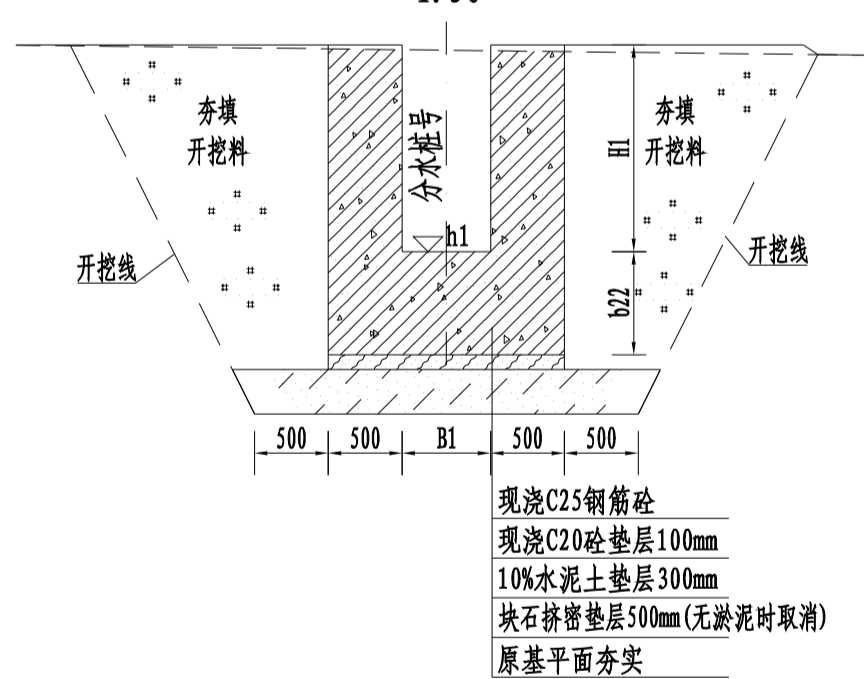 夯填
开挖料
分水桩号
H1
夯填
开挖料
h1
开挖线
开挖线
b22
500
500
B1
500
500
现浇C25钢筋砼
现浇C20砼垫层100mm
10%水泥土垫层300mm
块石挤密垫层500mm(无淤泥时取消)
原基平面夯实